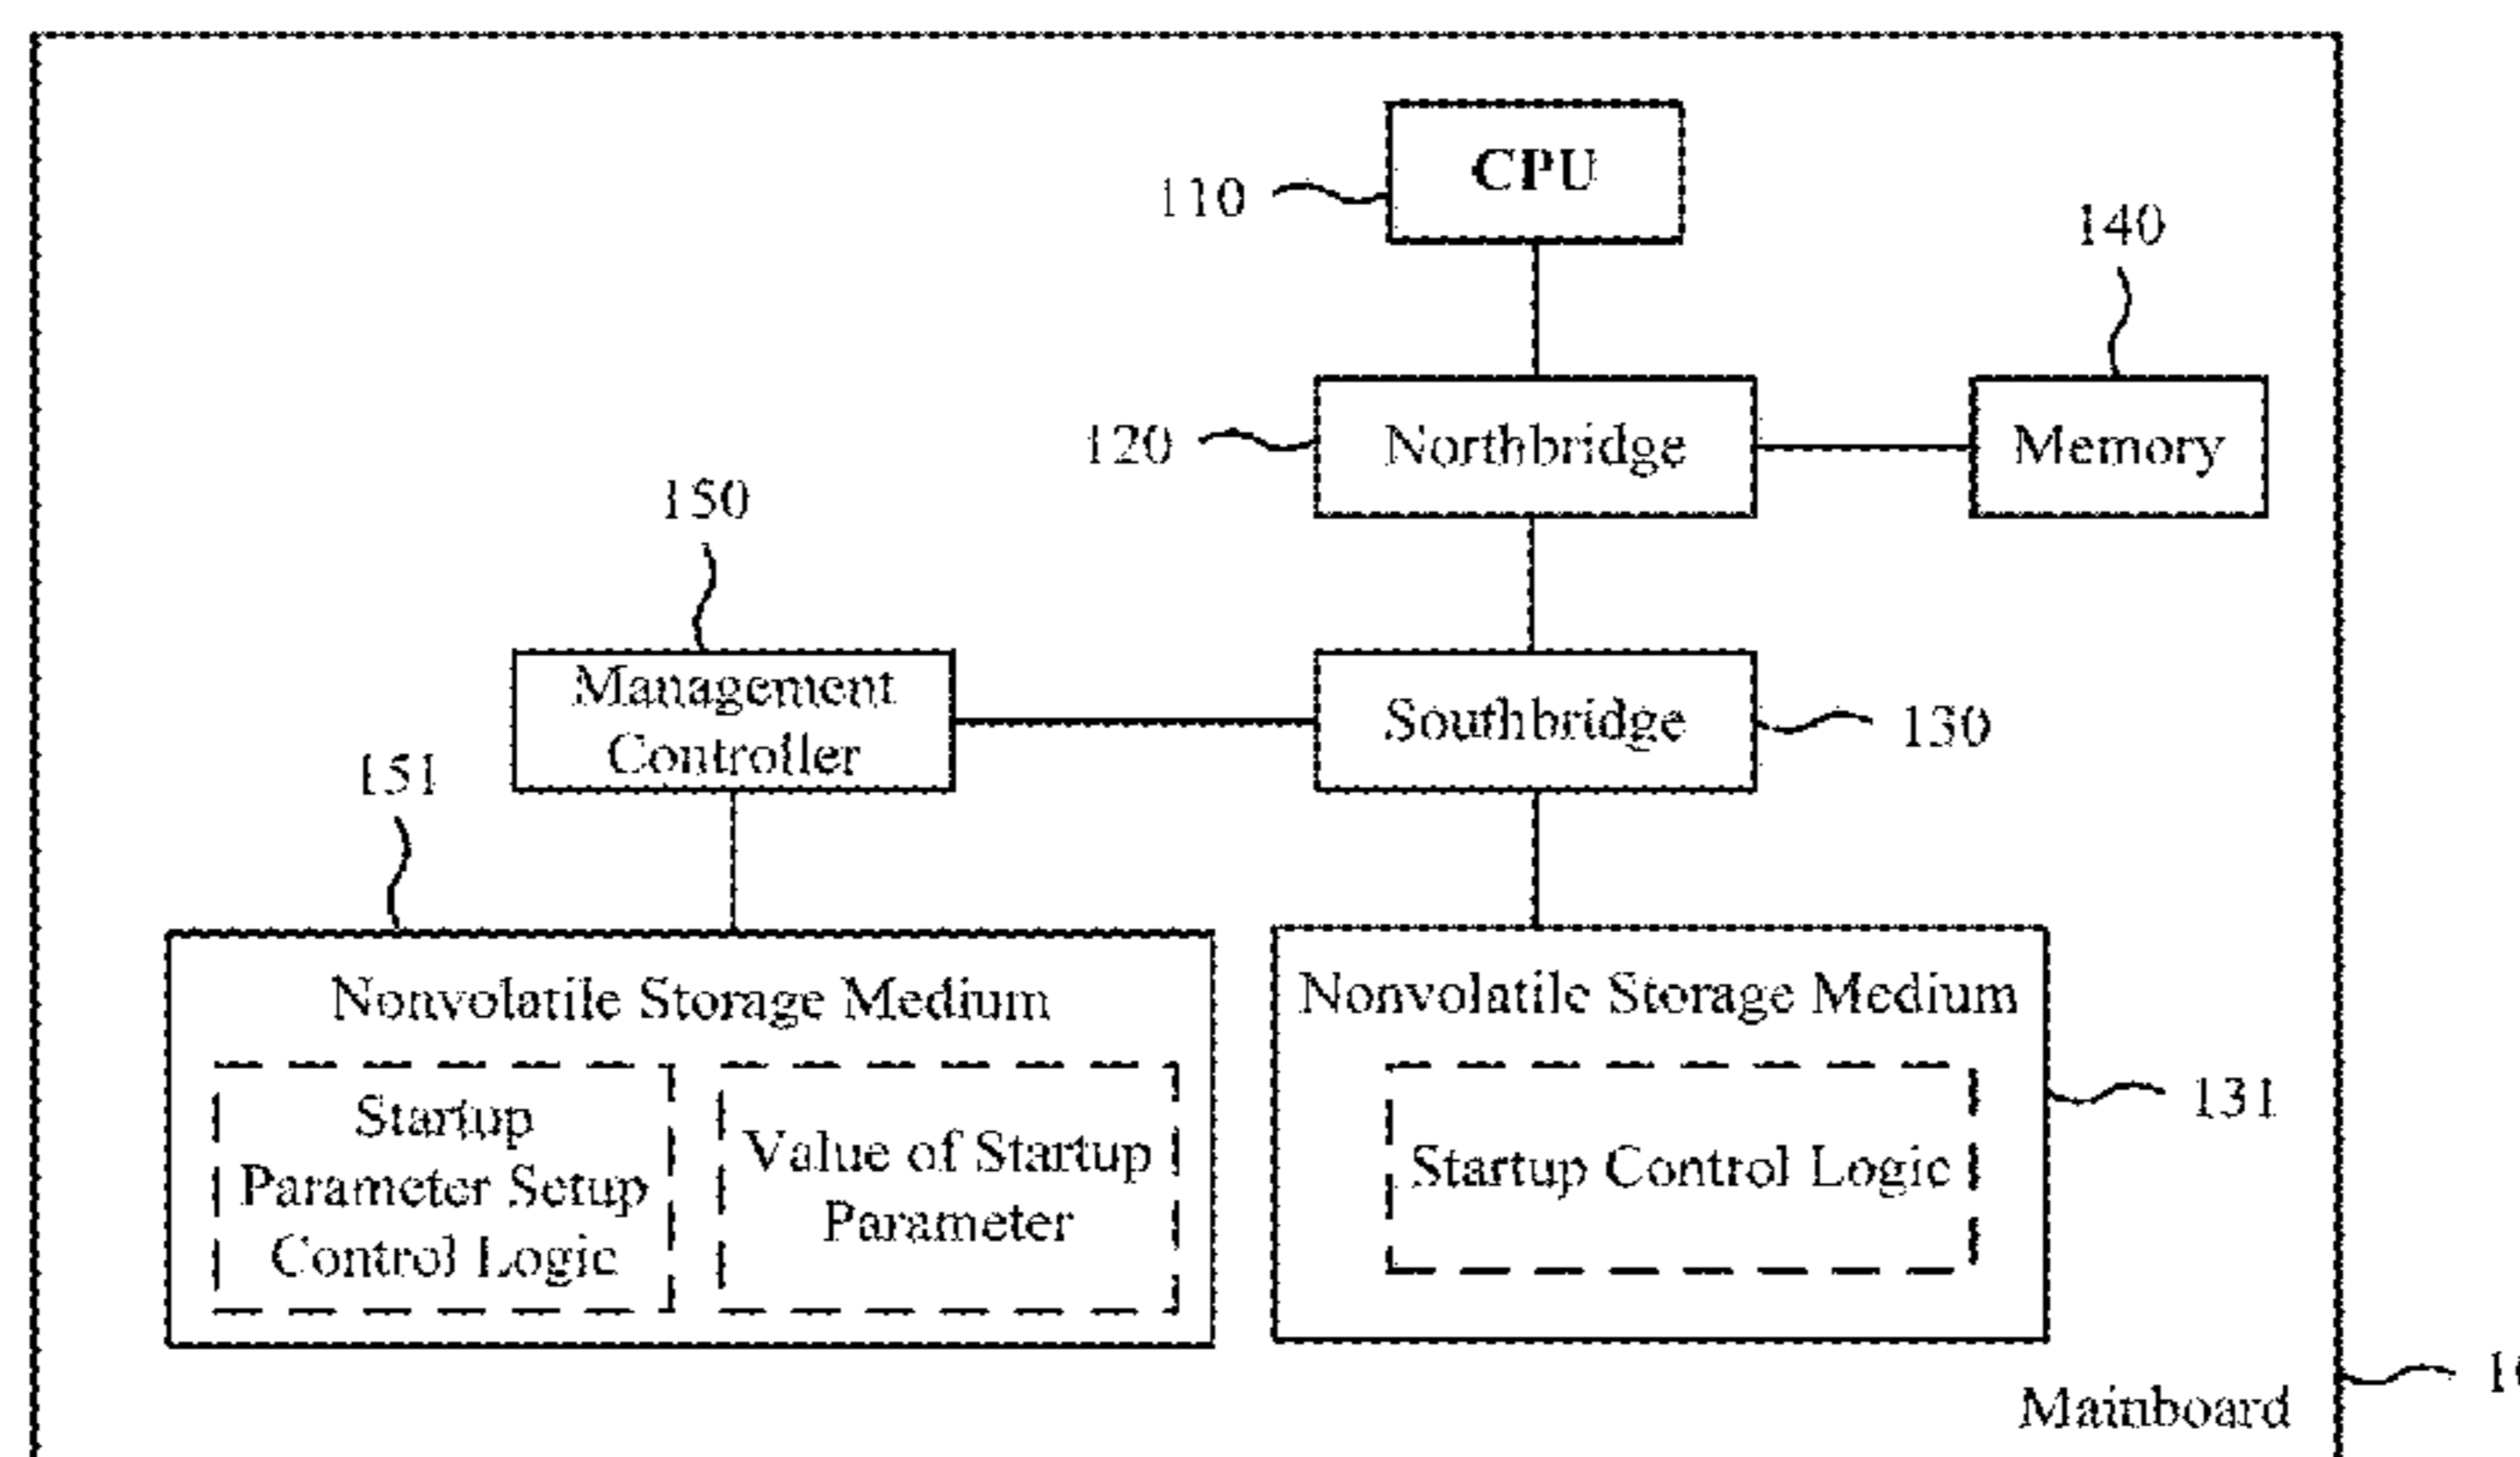 CPU
110
140
120
Northbridge
Memory
150
Management
Controller
Southbridge
130
151
Nonvolatile Storage Medium
Nonvolatile Storage Medium
Startup
Parameter Setup
Control Logic
Value of Startup
Parameter
Startup Control Logic
131
Mainboard